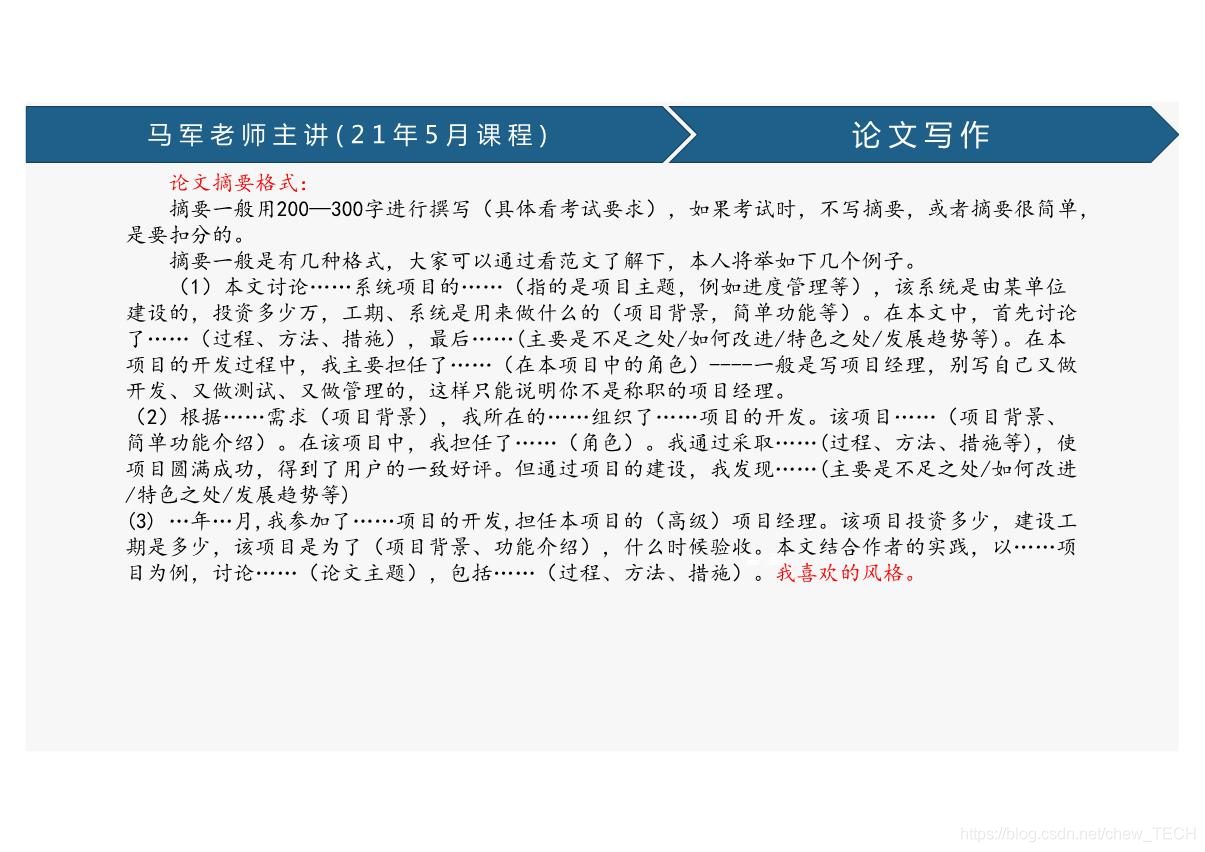 马军老师主讲(21年5月课程)
论文写作
论文摘要格式：
摘要一般用200—300字进行撰写（具体看考试要求），如果考试时，不写摘要，或者摘要很简单，
是要扣分的。
摘要一般是有几种格式，大家可以通过看范文了解下，本人将举如下几个例子。
（1）本文讨论……系统项目的……（指的是项目主题，例如进度管理等），该系统是由某单位
建设的，投资多少万，工期、系统是用来做什么的（项目背景，简单功能等）。在本文中，首先讨论
了……（过程、方法、措施），最后……(主要是不足之处/如何改进/特色之处/发展趋势等)。在本
项目的开发过程中，我主要担任了……（在本项目中的角色）----一般是写项目经理，别写自己又做
开发、又做测试、又做管理的，这样只能说明你不是称职的项目经理。
（2）根据……需求（项目背景），我所在的……组织了……项目的开发。该项目……（项目背景、
简单功能介绍）。在该项目中，我担任了……（角色）。我通过采取……(过程、方法、措施等)，使
项目圆满成功，得到了用户的一致好评。但通过项目的建设，我发现……(主要是不足之处/如何改进
/特色之处/发展趋势等)
(3) …年…月,我参加了……项目的开发,担任本项目的（高级）项目经理。该项目投资多少，建设工
期是多少，该项目是为了（项目背景、功能介绍），什么时候验收。本文结合作者的实践，以……项
目为例，讨论……（论文主题），包括……（过程、方法、措施）。我喜欢的风格。
https://blog.csdn.net/chew_TECH